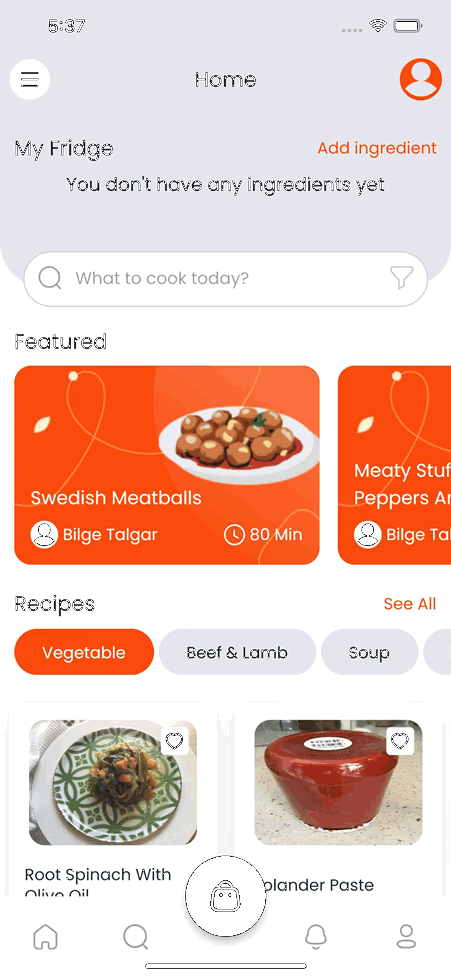 5:37
Home
My Fridge
Add ingredient
You don't have any ingredients yet
What to cook today?
Featured
Swedish Meatballs
Bilge Talgar
80 Min
Meaty Stuf
Peppers Ar
Bilge Tal
Recipes
See All
Vegetable
Beef & Lamb
Soup
Root Spinach With
Olive Oil
olander Paste